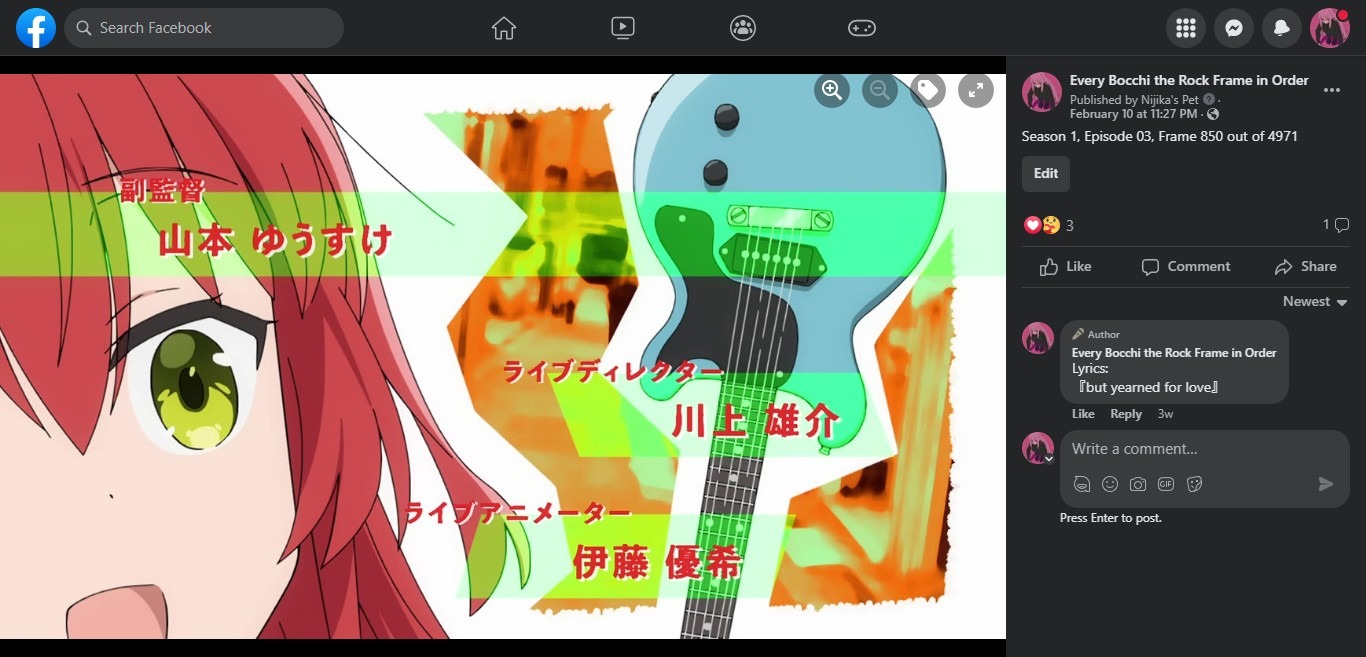 Search Facebook
副監督
山本 ゆうすけ
ライブディレクター
川上 雄介
ライブアニメーター
伊藤 優希
Every Bocchi the Rock Frame in Order
Published by Nijika's Pet ·
February 10 at 11:27 PM ·
Season 1, Episode 03, Frame 850 out of 4971
Edit
3
1
Like
Comment
Share
Newest
Author
Every Bocchi the Rock Frame in Order
Lyrics:
『but yearned for love』
Like Reply 3w
Write a comment…
GIF
Press Enter to post.